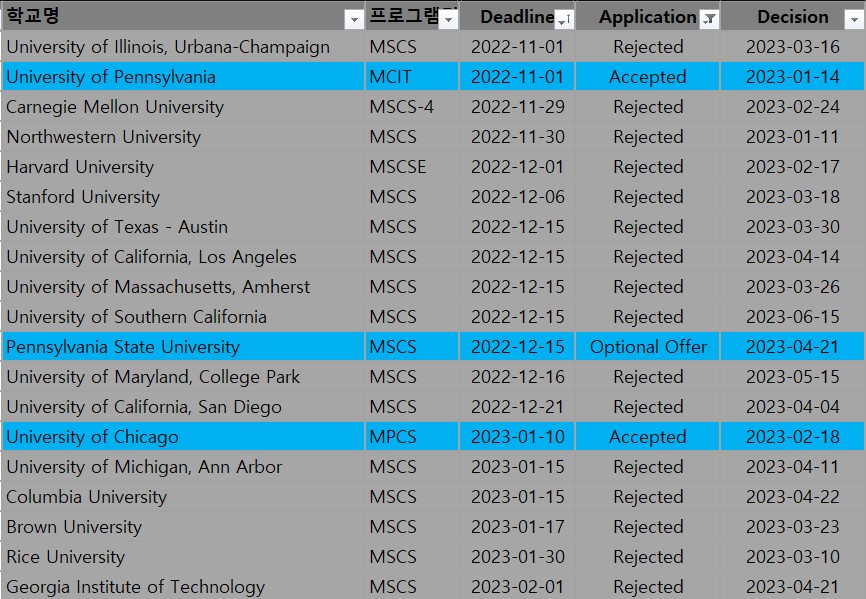 학교명 프로그램명 Deadline Application Decision
University of Illinois, Urbana-Champaign MSCS 2022-11-01 Rejected 2023-03-16
University of Pennsylvania MCIT 2022-11-01 Accepted 2023-01-14
Carnegie Mellon University MSCS-4 2022-11-29 Rejected 2023-02-24
Northwestern University MSCS 2022-11-30 Rejected 2023-01-11
Harvard University MSCSE 2022-12-01 Rejected 2023-02-17
Stanford University MSCS 2022-12-06 Rejected 2023-03-18
University of Texas - Austin MSCS 2022-12-15 Rejected 2023-03-30
University of California, Los Angeles MSCS 2022-12-15 Rejected 2023-04-14
University of Massachusetts, Amherst MSCS 2022-12-15 Rejected 2023-03-26
University of Southern California MSCS 2022-12-15 Rejected 2023-06-15
Pennsylvania State University MSCS 2022-12-15 Optional Offer 2023-04-21
University of Maryland, College Park MSCS 2022-12-16 Rejected 2023-05-15
University of California, San Diego MSCS 2022-12-21 Rejected 2023-04-04
University of Chicago MPCS 2023-01-10 Accepted 2023-02-18
University of Michigan, Ann Arbor MSCS 2023-01-15 Rejected 2023-04-11
Columbia University MSCS 2023-01-15 Rejected 2023-04-22
Brown University MSCS 2023-01-17 Rejected 2023-03-23
Rice University MSCS 2023-01-30 Rejected 2023-03-10
Georgia Institute of Technology MSCS 2023-02-01 Rejected 2023-04-21